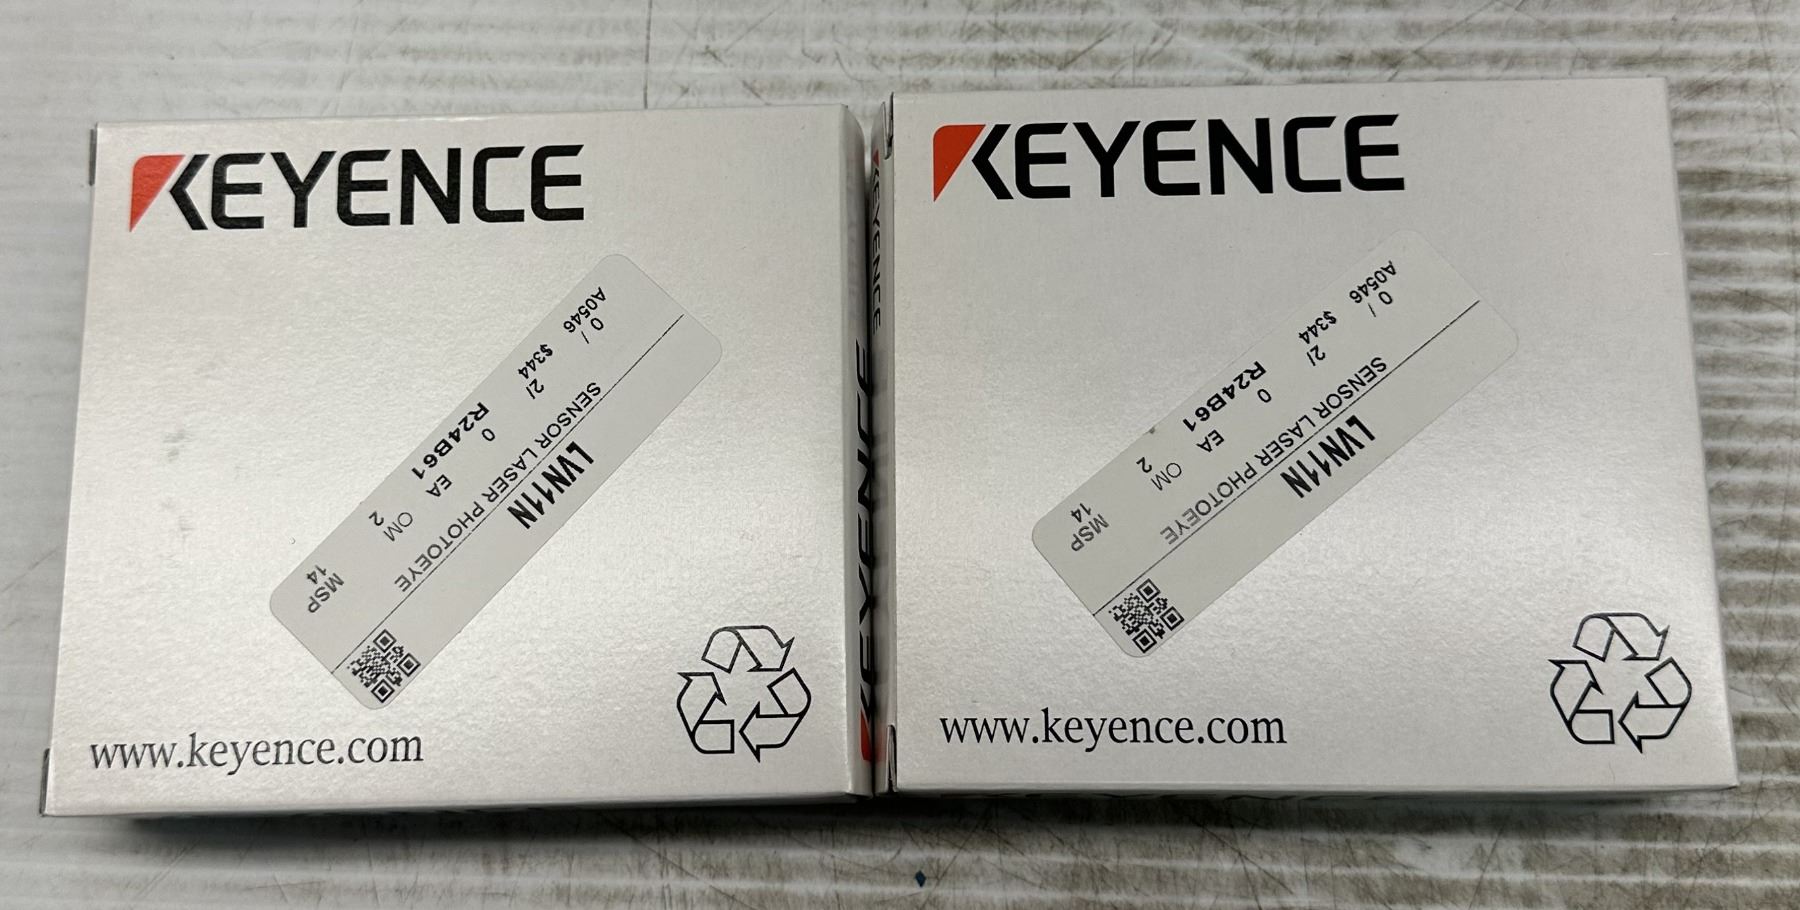 KEYENCE
LVN11N
SENSOR LASER PHOTOEYE
A0546
0 /
$344
2/
R24B61
0
EA
OM
2
MSP
14
www.keyence.com
KEYENCE
KEYENCE
KEYENCE
LVN11N
SENSOR LASER PHOTOEYE
A0546
0 /
$344
2/
R24B61
0
EA
OM
2
MSP
14
www.keyence.com